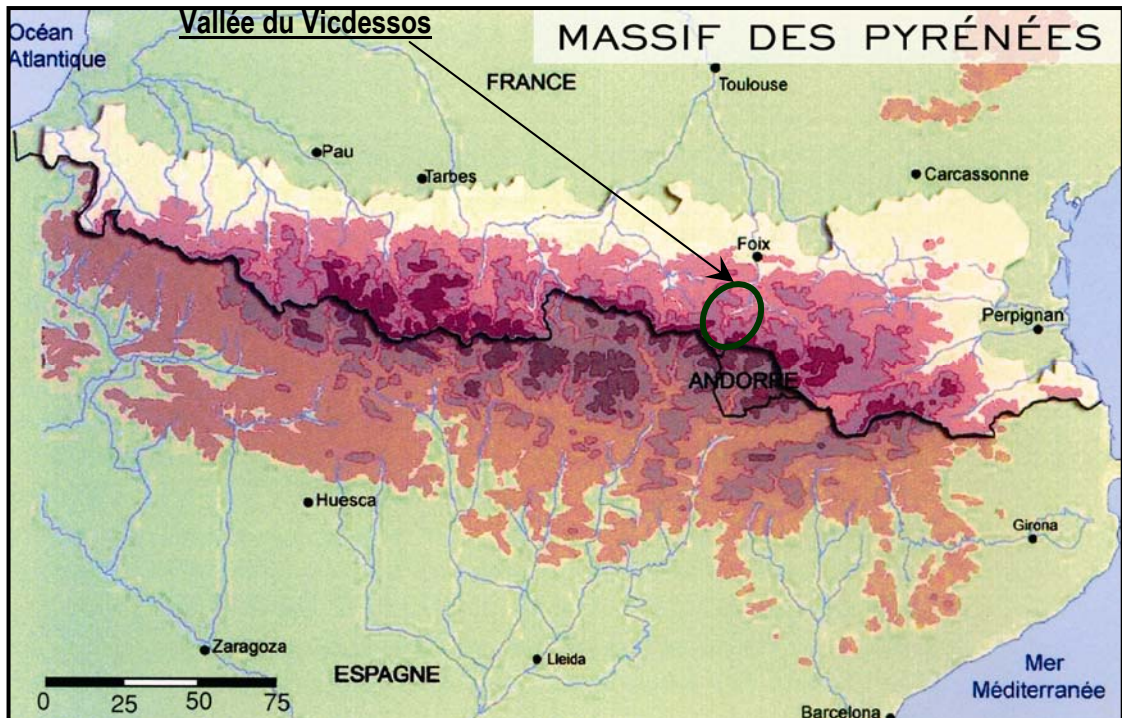 Vallée du Vicdessos
MASSIF DES PYRÉNÉES
Océan
Atlantique
FRANCE
Toulouse
Pau
Tarbes
Carcassonne
Foix
Perpignan
ANDORRE
Huesca
Girona
Zaragoza
Lleida
ESPAGNE
Mer
Méditerranée
0 25 50 75
Barcelona